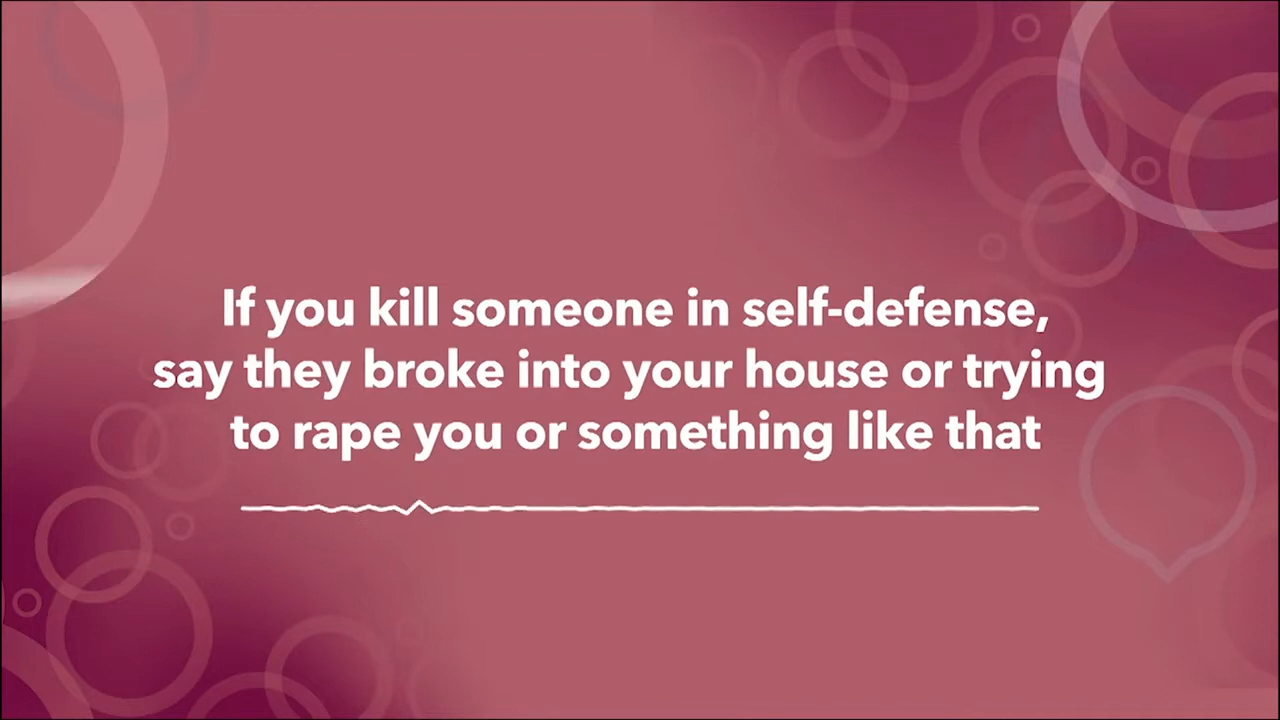 If you kill someone in self-defense,
say they broke into your house or trying
to rape you or something like that